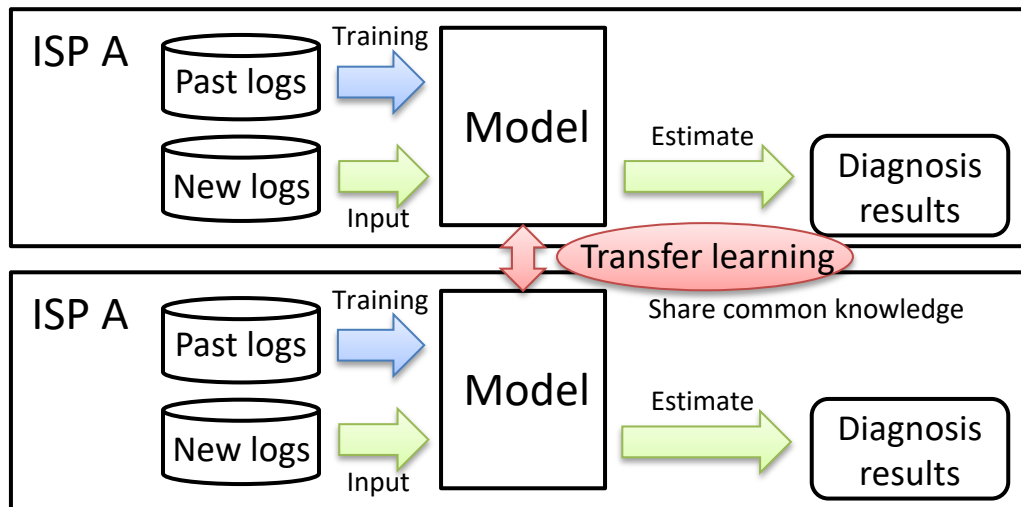 ISP A
Training
Past logs
Model
New logs
Input
Estimate
Diagnosis
results
Transfer learning
Share common knowledge
ISP A
Training
Past logs
Model
New logs
Input
Estimate
Diagnosis
results